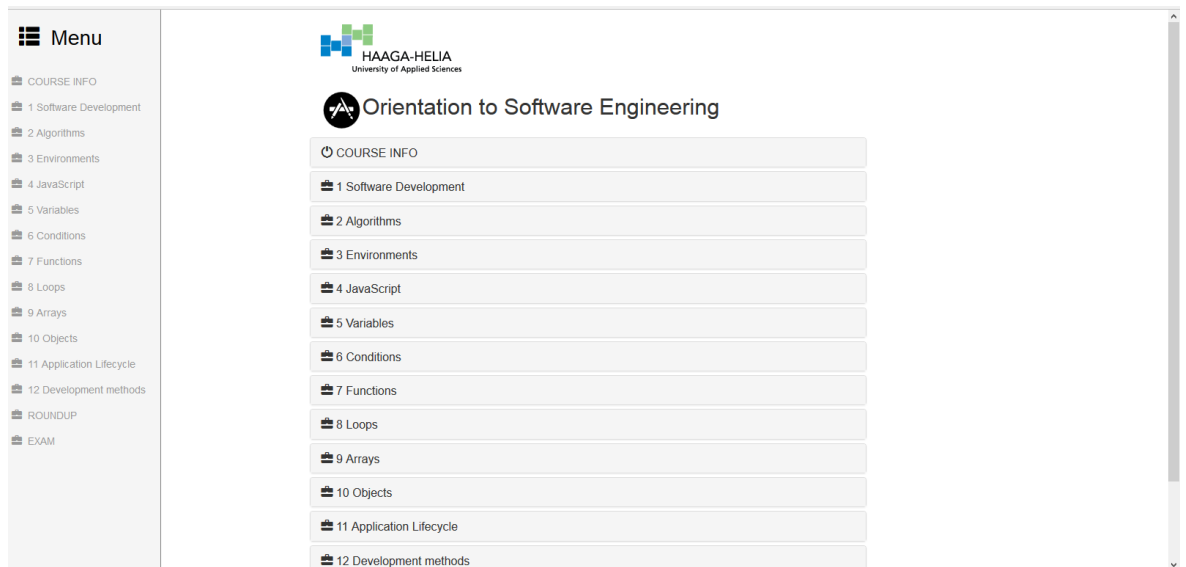 Menu
COURSE INFO
1 Software Development
2 Algorithms
3 Environments
4 JavaScript
5 Variables
6 Conditions
7 Functions
8 Loops
9 Arrays
10 Objects
11 Application Lifecycle
12 Development methods
ROUNDUP
EXAM
HAAGA-HELIA
University of Applied Sciences
Orientation to Software Engineering
COURSE INFO
1 Software Development
2 Algorithms
3 Environments
4 JavaScript
5 Variables
6 Conditions
7 Functions
8 Loops
9 Arrays
10 Objects
11 Application Lifecycle
12 Development methods